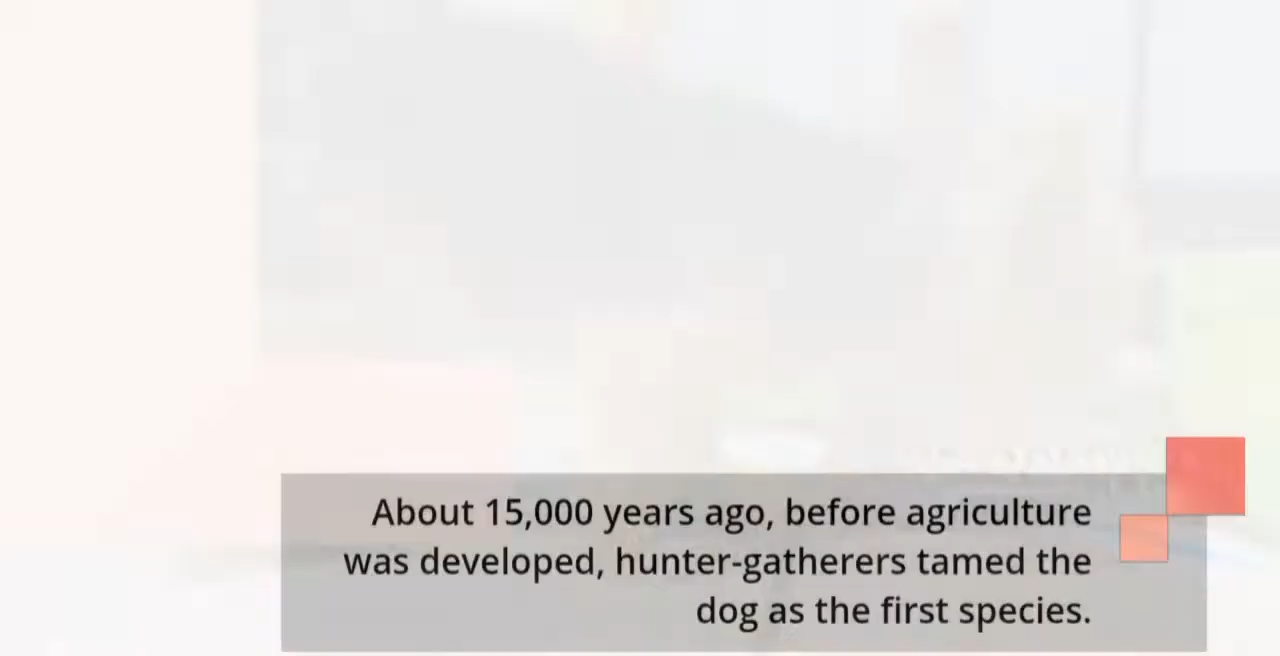 About 15,000 years ago, before agriculture
was developed, hunter-gatherers tamed the
dog as the first species.